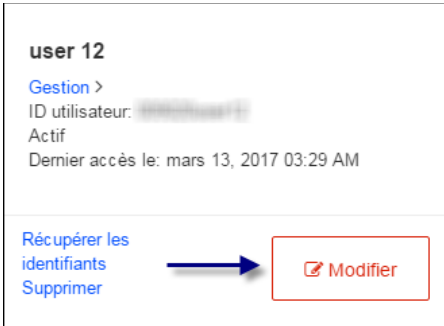 user 12
Gestion >
ID utilisateur:
Actif
Dernier accès le: mars 13, 2017 03:29 AM
Récupérer les
identifiants
Supprimer
Modifier